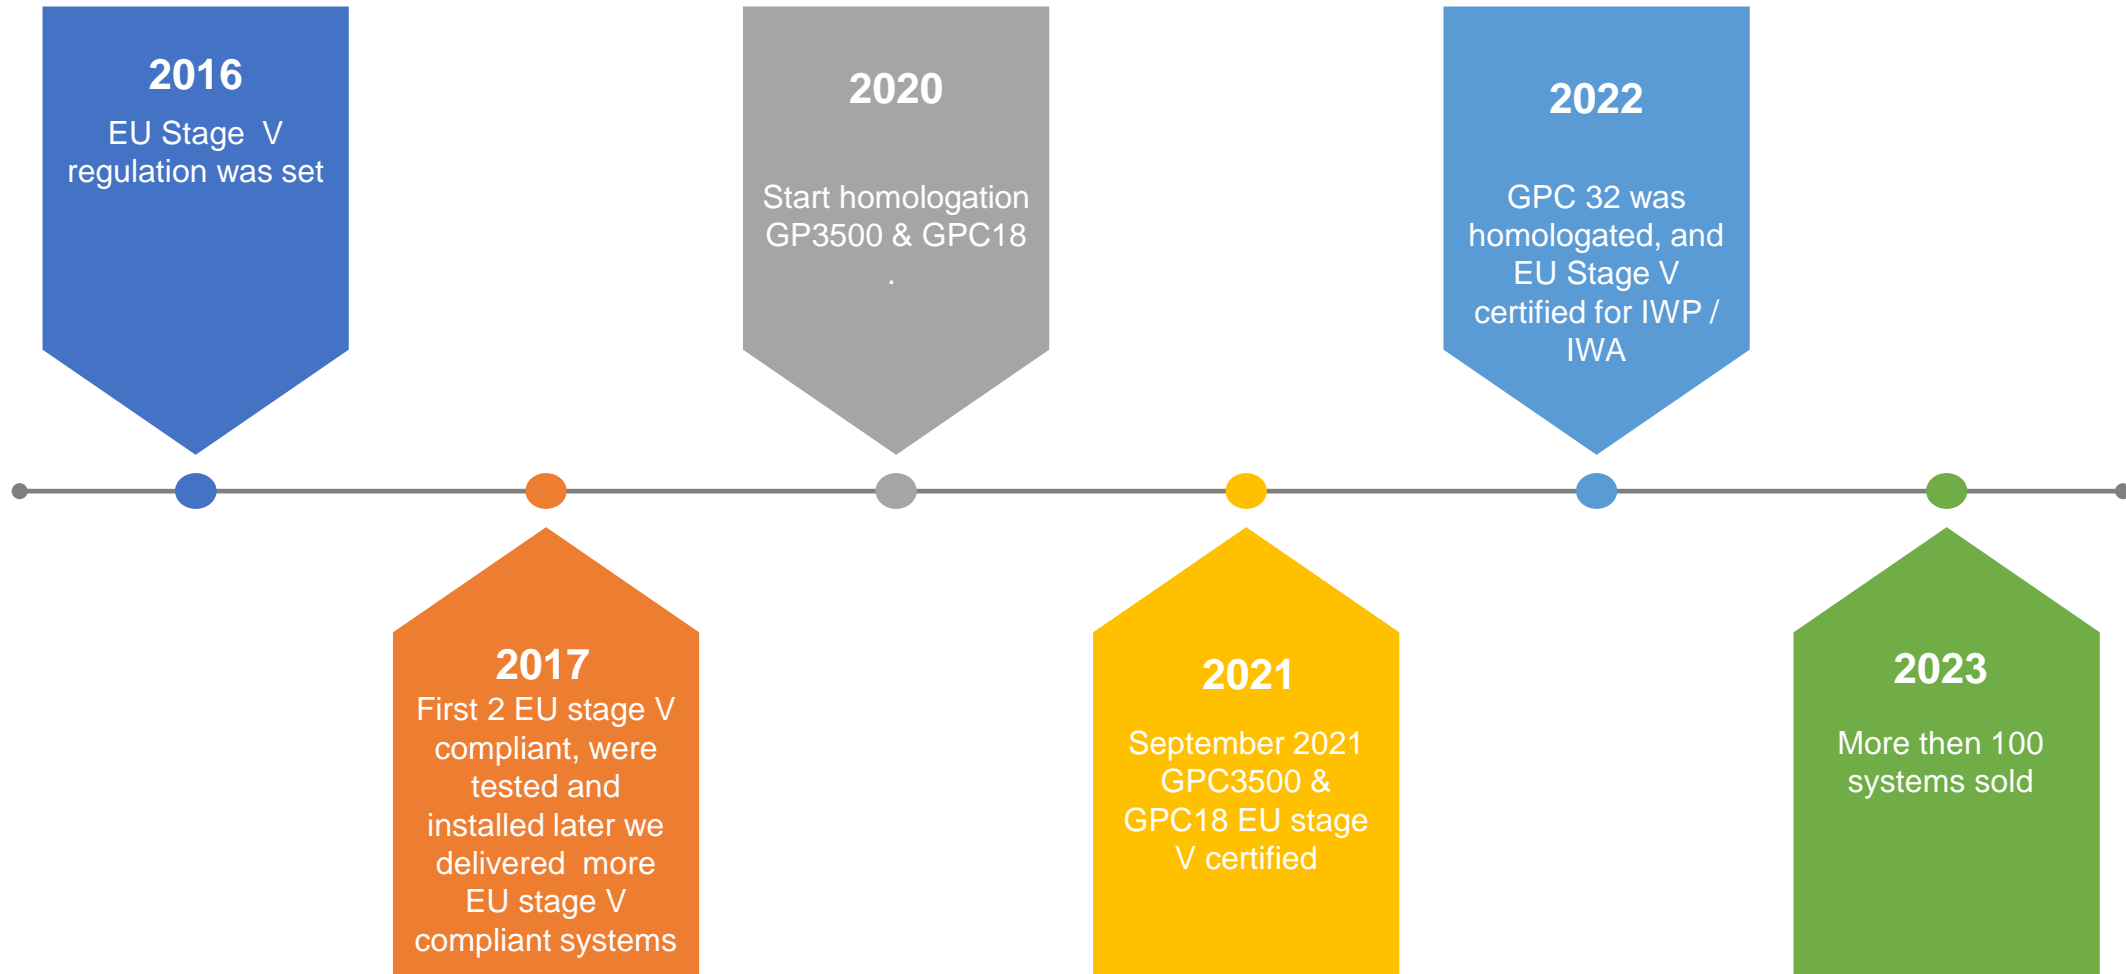 2016
EU Stage  V
regulation was set
2017
First 2 EU stage V
compliant, were
tested and
installed later we
delivered  more
EU stage V
compliant systems
2020
Start homologation
GP3500 & GPC18
.
2021
September 2021
GPC3500 &
GPC18 EU stage
V certified
2022
GPC 32 was
homologated, and
EU Stage V
certified for IWP /
IWA
2023
More then 100
systems sold